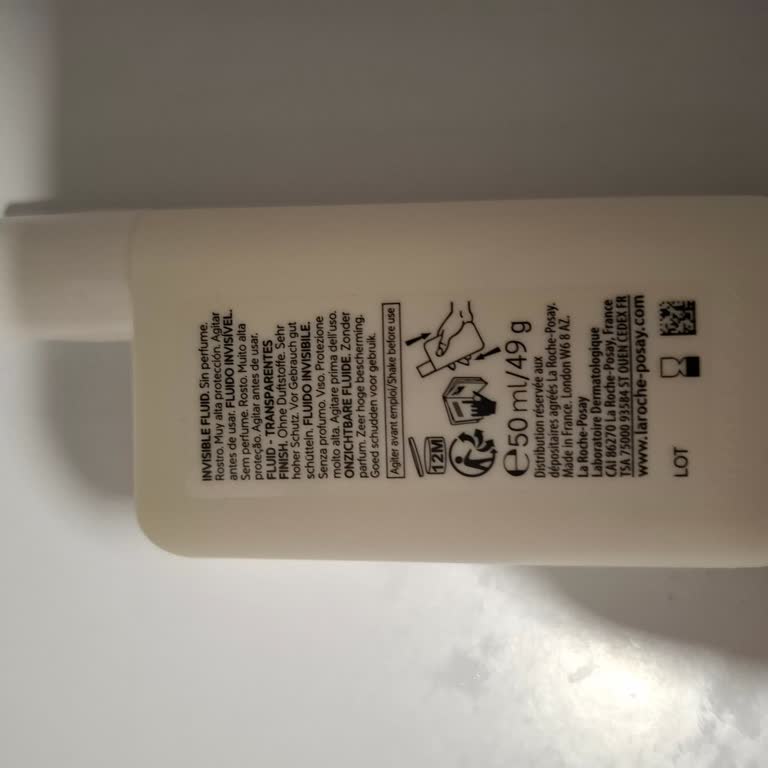 INVISIBLE FLUID. Sin perfume.
Rostro. Muy alta protección. Agitar
antes de usar. FLUIDO INVISÍVEL.
Sem perfume. Rosto. Muito alta
proteção. Agitar antes de usar.
FLUID - TRANSPARENTES
FINISH. Ohne Duftstoffe. Sehr
hoher Schutz. Vor Gebrauch gut
schütteln. FLUIDO INVISIBILE.
Senza profumo. Viso. Protezione
molto alta. Agitare prima dell'uso.
ONZICHTBARE FLUIDE. Zonder
parfum. Zeer hoge bescherming.
Goed schudden voor gebruik.
Agiter avant emploi/Shake before use
12M
℮50 ml/49 g
Distribution réservée aux
dépositaires agréés La Roche-Posay.
Made in France. London W6 8 AZ.
La Roche-Posay
Laboratoire Dermatologique
CAI 86270 La Roche-Posay, France
TSA 75000 93584 ST OUEN CEDEX FR
www.laroche-posay.com
LOT